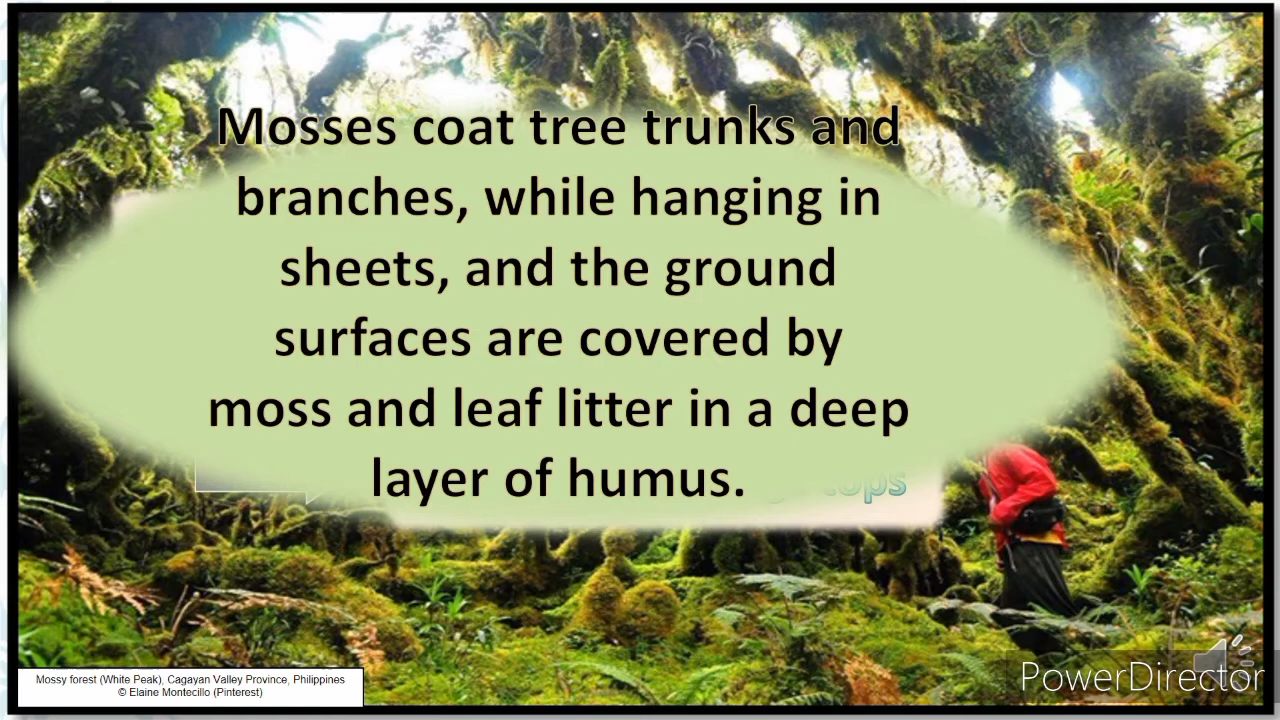 Mosses coat tree trunks and
branches, while hanging in
sheets, and the ground
surfaces are covered by
moss and leaf litter in a deep
layer of humus.
Mossy forest (White Peak), Cagayan Valley Province, Philippines
© Elaine Montecillo (Pinterest)
PowerDirector